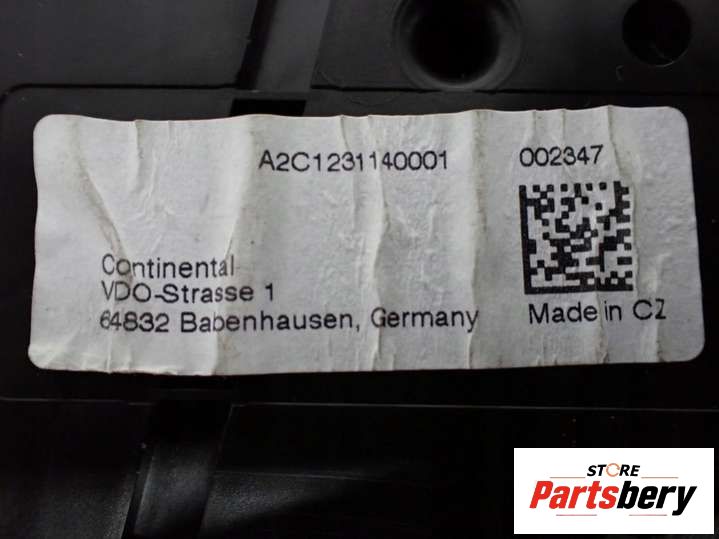 A2C1231140001 002347
Continental
VDO-Strasse 1
64832 Babenhausen, Germany
Made in CZ
STORE
Partsbery